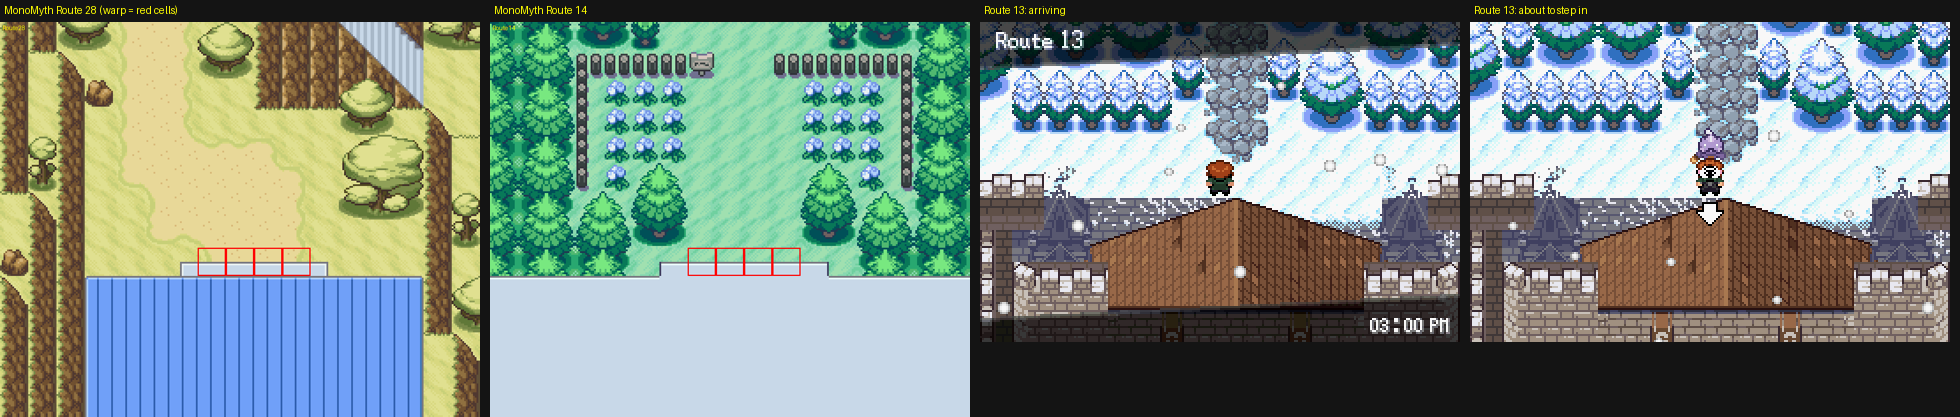 MonoMyth Route 28 (warp = red cells)
MonoMyth Route 14
Route 13: arriving
Route 13: about to step in
Route 13
03:00 PM